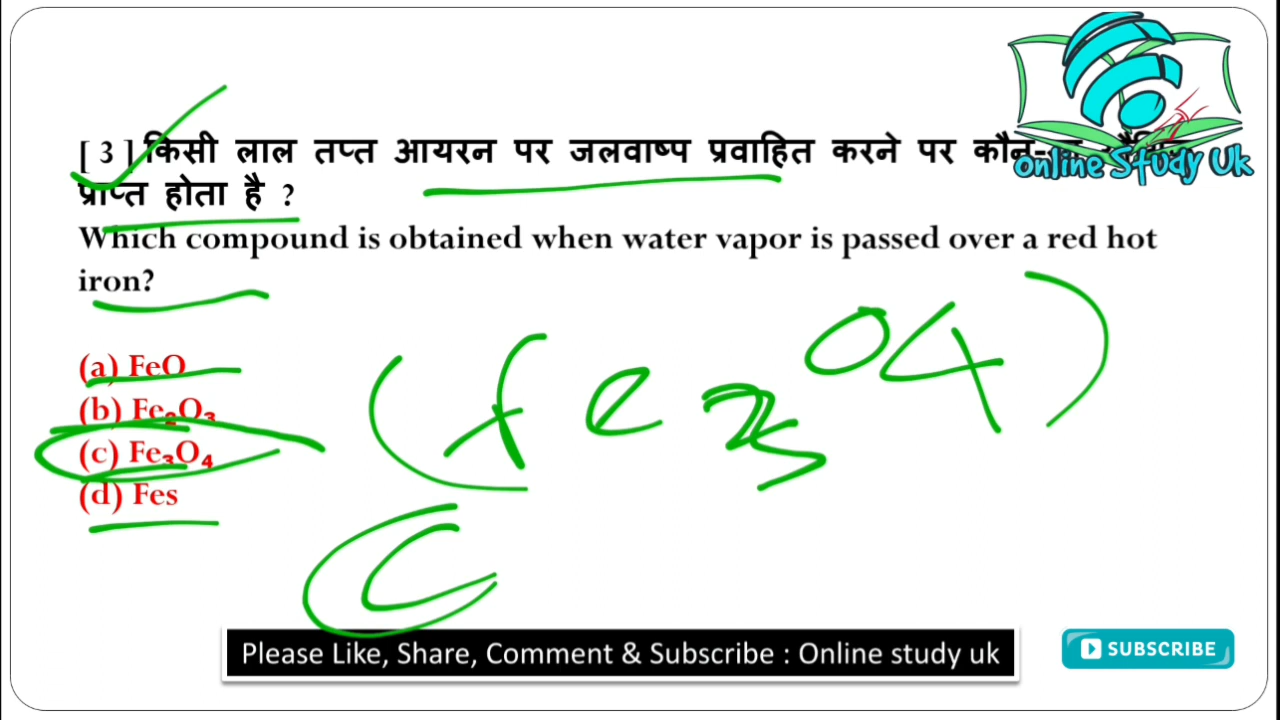 [ 3 ] किसी लाल तप्त आयरन पर जलवाष्प प्रवाहित करने पर
प्राप्त होता है ?
Which compound is obtained when water vapor is passed over a red hot
iron?
(a) FeO
(b) Fe₂O₃
(c) Fe₃O₄
(d) Fes
(fe₃O4)
C
online Study Uk
Please Like, Share, Comment & Subscribe : Online study uk
SUBSCRIBE